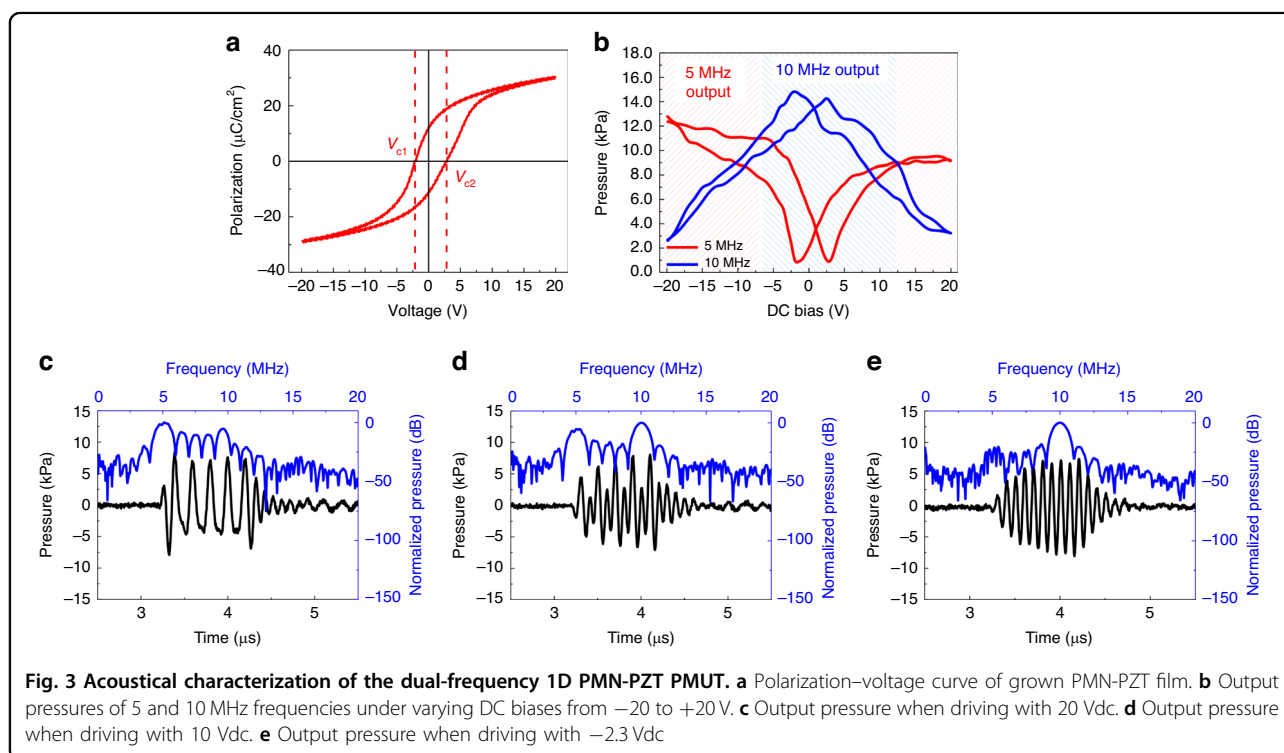 a
40
20
0
−20
−40
Polarization (μC/cm²)
Vc1
Vc2
−20 −15 −10 −5 0 5 10 15 20
Voltage (V)
b
18.0
16.0
14.0
12.0
10.0
8.0
6.0
4.0
2.0
0.0
Pressure (kPa)
5 MHz
output
10 MHz output
5 MHz
10 MHz
−20 −15 −10 −5 0 5 10 15 20
DC bias (V)
c
Frequency (MHz)
0 5 10 15 20
15
10
5
0
−5
−10
−15
Pressure (kPa)
0
−50
−100
−150
Normalized pressure (dB)
3 4 5
Time (μs)
d
Frequency (MHz)
0 5 10 15 20
15
10
5
0
−5
−10
−15
Pressure (kPa)
0
−50
−100
−150
Normalized pressure (dB)
3 4 5
Time (μs)
e
Frequency (MHz)
0 5 10 15 20
15
10
5
0
−5
−10
−15
Pressure (kPa)
0
−50
−100
−150
Normalized pressure (dB)
3 4 5
Time (μs)
Fig. 3 Acoustical characterization of the dual-frequency 1D PMN-PZT PMUT. a Polarization–voltage curve of grown PMN-PZT film. b Output
pressures of 5 and 10 MHz frequencies under varying DC biases from −20 to +20 V. c Output pressure when driving with 20 Vdc. d Output pressure
when driving with 10 Vdc. e Output pressure when driving with −2.3 Vdc